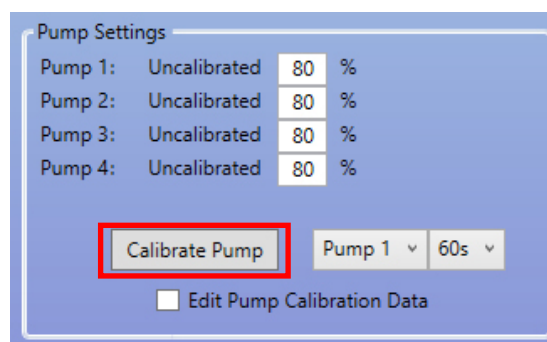 Pump Settings
Pump 1: Uncalibrated 80 %
Pump 2: Uncalibrated 80 %
Pump 3: Uncalibrated 80 %
Pump 4: Uncalibrated 80 %
Calibrate Pump Pump 1 60s
Edit Pump Calibration Data